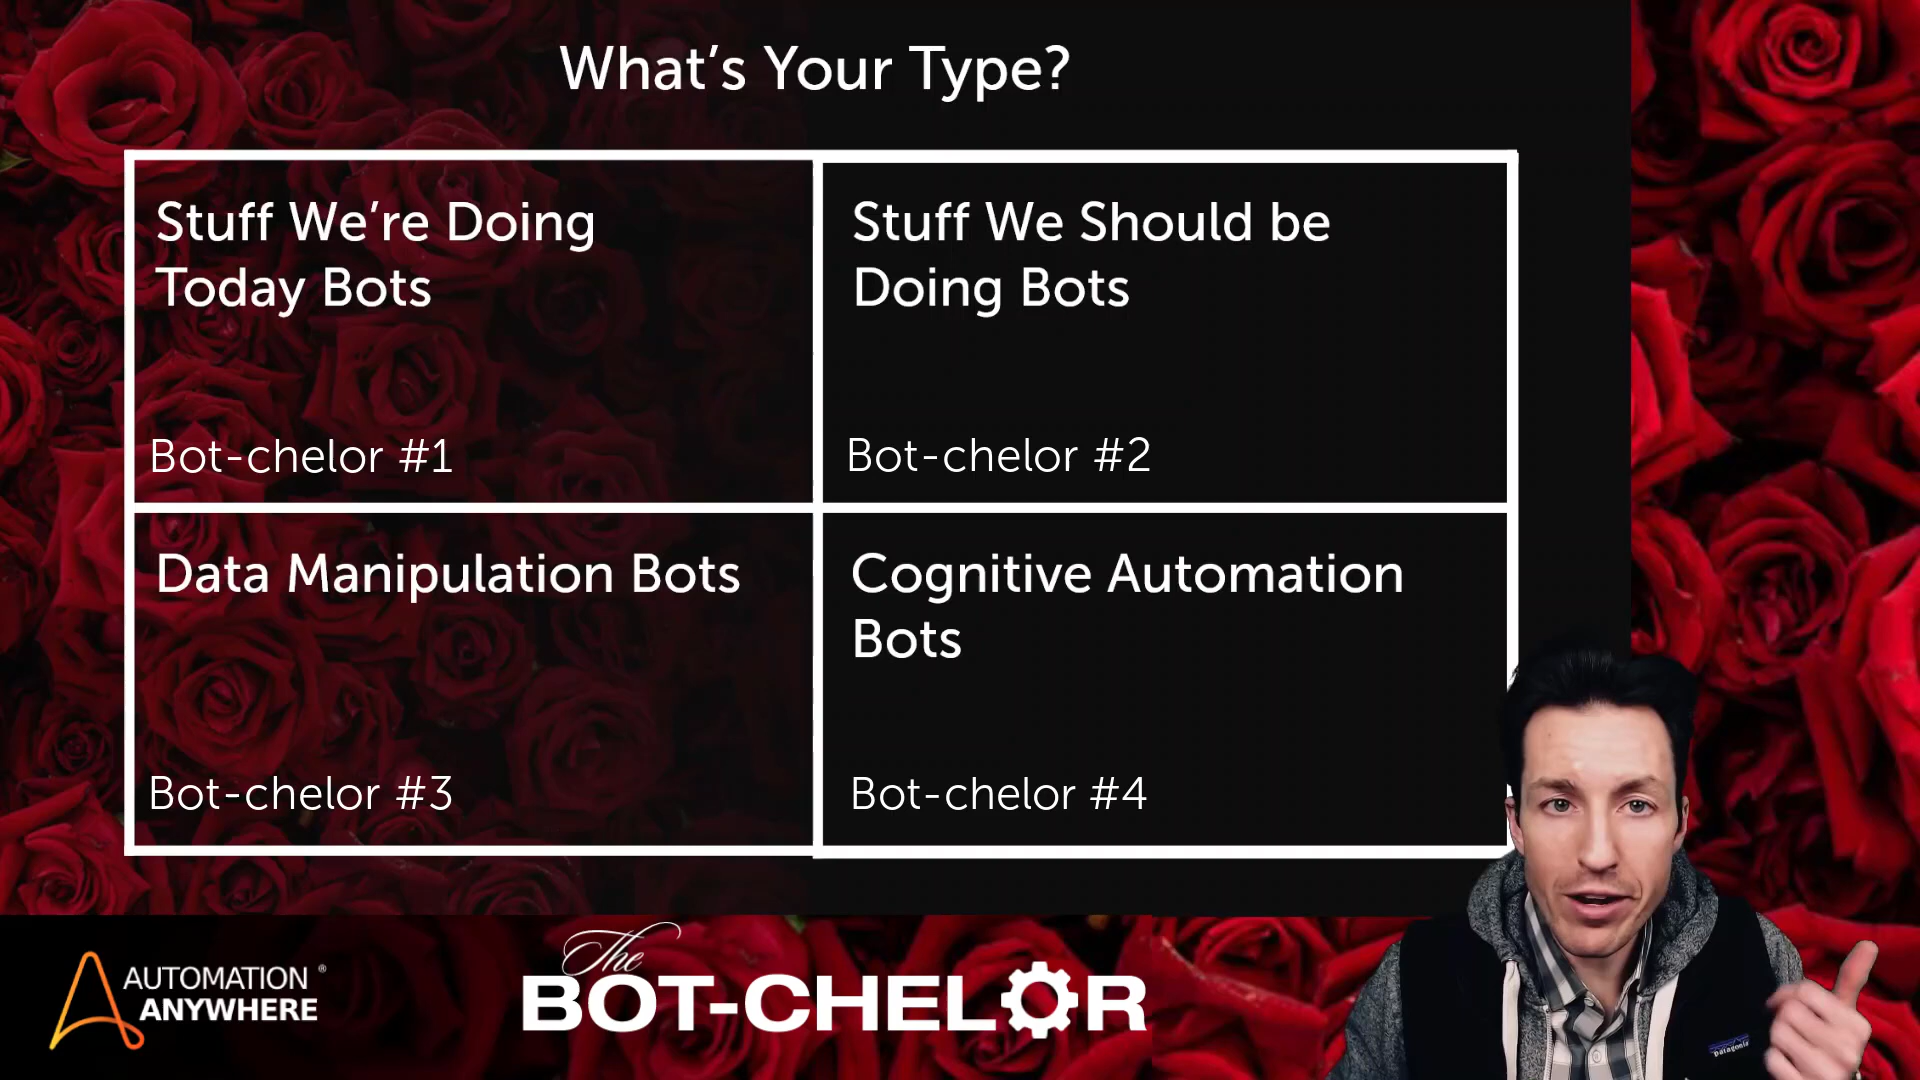 What's Your Type?
Stuff We're Doing
Today Bots
Bot-chelor #1
Stuff We Should be
Doing Bots
Bot-chelor #2
Data Manipulation Bots
Bot-chelor #3
Cognitive Automation
Bots
Bot-chelor #4
AUTOMATION ®
ANYWHERE
The
BOT-CHELOR
patagonia